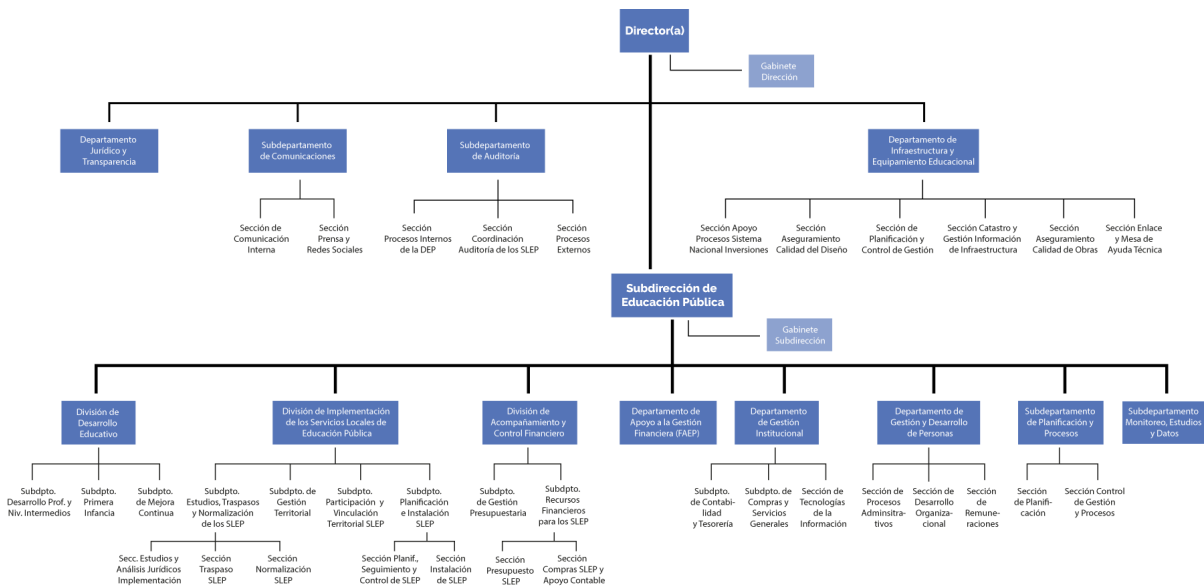 Director(a)
Gabinete
Dirección
Departamento
Jurídico y
Transparencia
Subdepartamento
de Comunicaciones
Subdepartamento
de Auditoría
Departamento de
Infraestructura y
Equipamiento Educacional
Sección de
Comunicación
Interna
Sección
Prensa y
Redes Sociales
Sección
Procesos Internos
de la DEP
Sección
Coordinación
Auditoría de los SLEP
Sección
Procesos
Externos
Sección Apoyo
Procesos Sistema
Nacional Inversiones
Sección
Aseguramiento
Calidad del Diseño
Sección de
Planificación y
Control de Gestión
Sección Catastro y
Gestión Información
de Infraestructura
Sección
Aseguramiento
Calidad de Obras
Sección Enlace
y Mesa de
Ayuda Técnica
Subdirección de
Educación Pública
Gabinete
Subdirección
División de
Desarrollo
Educativo
División de Implementación
de los Servicios Locales de
Educación Pública
División de
Acompañamiento y
Control Financiero
Departamento de
Apoyo a la Gestión
Financiera (FAEP)
Departamento
de Gestión
Institucional
Departamento de
Gestión y Desarrollo
de Personas
Subdepartamento
de Planificación y
Procesos
Subdepartamento
Monitoreo, Estudios
y Datos
Subdpto.
Desarrollo Prof. y
Niv. Intermedios
Subdpto.
Primera
Infancia
Subdpto.
de Mejora
Continua
Subdpto.
Estudios, Traspasos
y Normalización
de los SLEP
Subdpto. de
Gestión
Territorial
Subdpto.
Participación y
Vinculación
Territorial SLEP
Subdpto.
Planificación
e Instalación
SLEP
Subdpto.
de Gestión
Presupuestaria
Subdpto.
Recursos
Financieros
para los SLEP
Subdpto.
de Contabi-
lidad
y Tesorería
Subdpto. de
Compras y
Servicios
Generales
Sección de
Tecnologías
de la
Información
Sección de
Procesos
Adminsitra-
tivos
Sección de
Desarrollo
Organiza-
cional
Sección
de
Remune-
raciones
Sección
de Planifi-
cación
Sección Control
de Gestión
y Procesos
Secc. Estudios y
Análisis Jurídicos
Implementación
Sección
Traspaso
SLEP
Sección
Normalización
SLEP
Sección Planif.,
Seguimiento y
Control de SLEP
Sección
Instalación
de SLEP
Sección
Presupuesto
SLEP
Sección
Compras SLEP y
Apoyo Contable